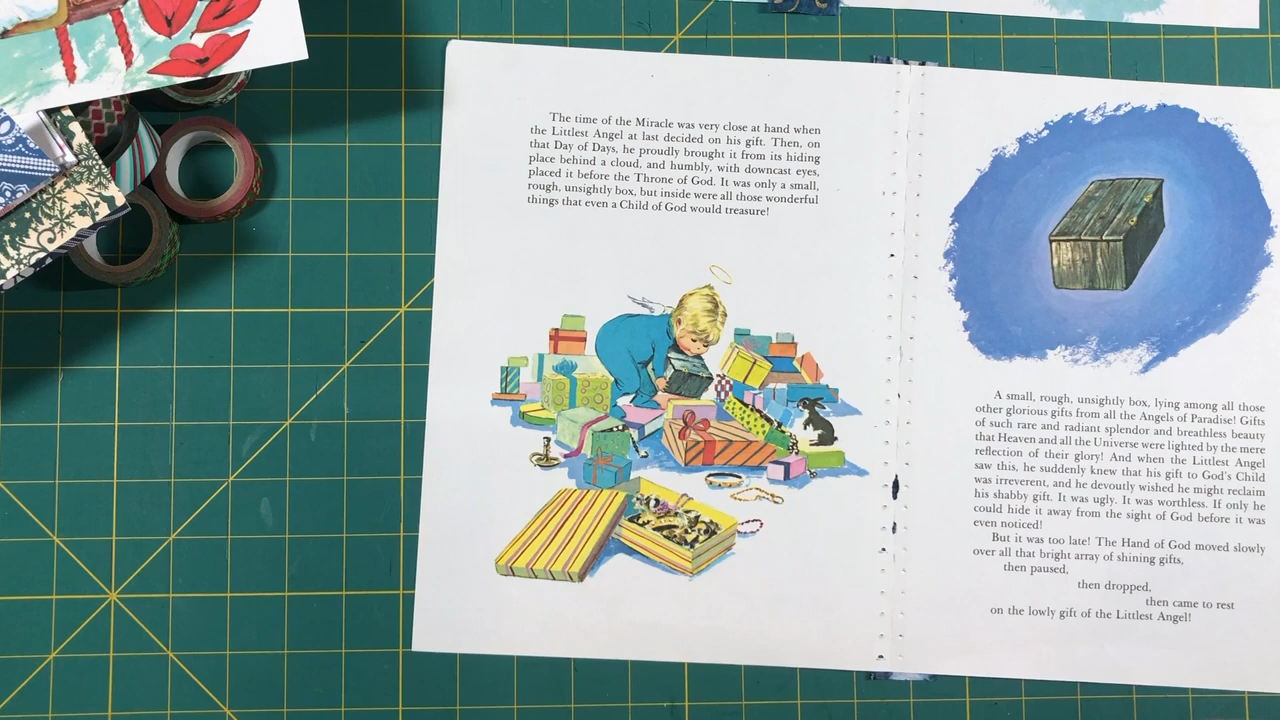 The time of the Miracle was very close at hand when
the Littlest Angel at last decided on his gift. Then, on
that Day of Days, he proudly brought it from its hiding
place behind a cloud, and humbly, with downcast eyes,
placed it before the Throne of God. It was only a small,
rough, unsightly box, but inside were all those wonderful
things that even a Child of God would treasure!
A small, rough, unsightly box, lying among all those
other glorious gifts from all the Angels of Paradise! Gifts
of such rare and radiant splendor and breathless beauty
that Heaven and all the Universe were lighted by the mere
reflection of their glory! And when the Littlest Angel
saw this, he suddenly knew that his gift to God's Child
was irreverent, and he devoutly wished he might reclaim
his shabby gift. It was ugly. It was worthless. If only he
could hide it away from the sight of God before it was
even noticed!
But it was too late! The Hand of God moved slowly
over all that bright array of shining gifts,
then paused,
then dropped,
then came to rest
on the lowly gift of the Littlest Angel!